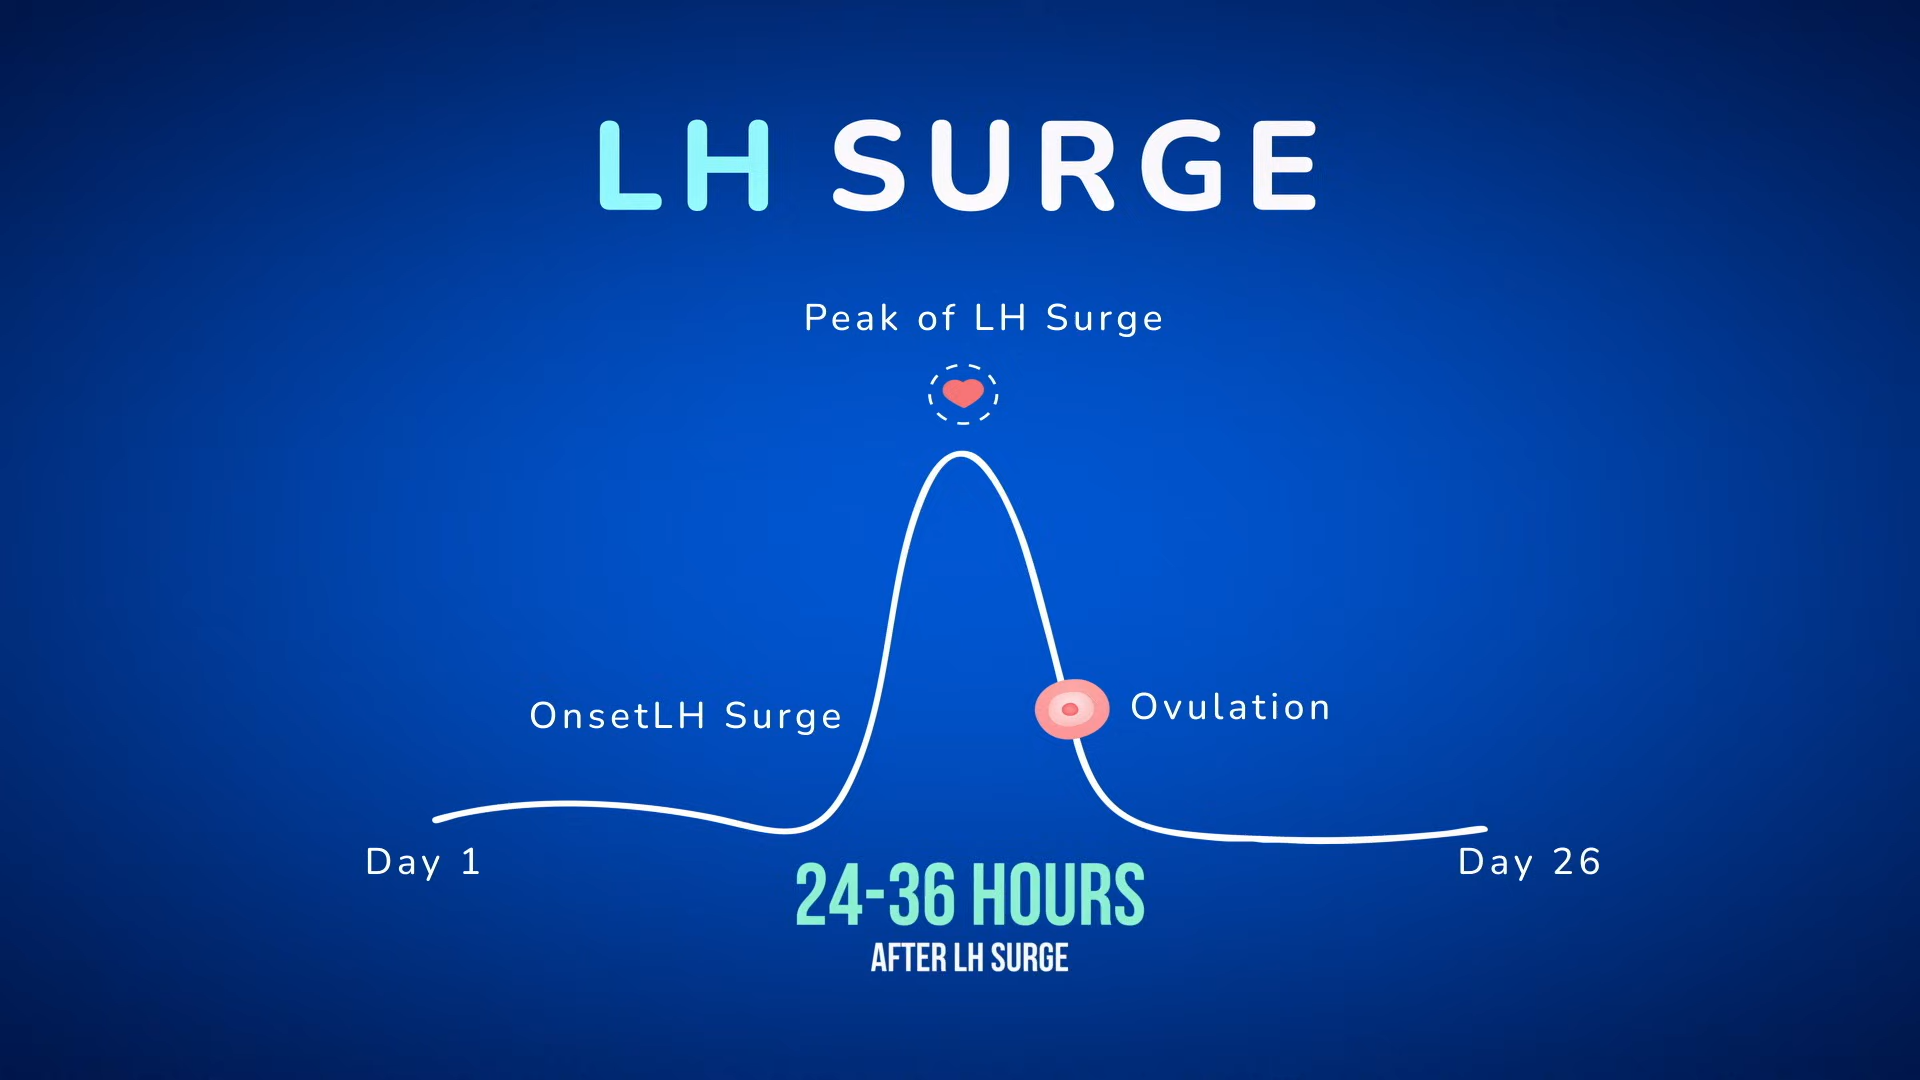 LH SURGE
Peak of LH Surge
OnsetLH Surge
Ovulation
Day 1
Day 26
24-36 HOURS
AFTER LH SURGE